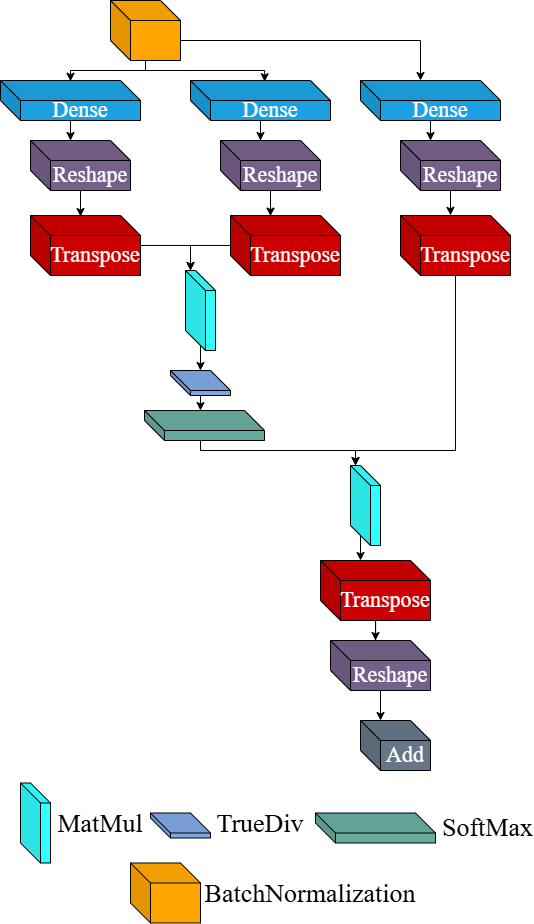 Dense Dense Dense
Reshape Reshape Reshape
Transpose Transpose Transpose
Transpose
Reshape
Add
MatMul TrueDiv SoftMax
BatchNormalization